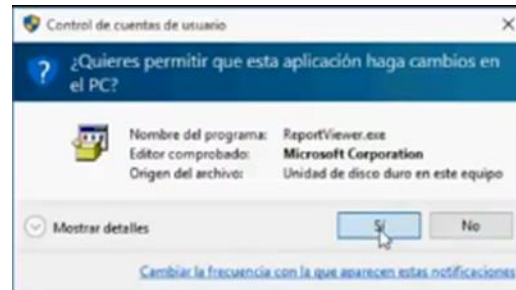 Control de cuentas de usuario
¿Quieres permitir que esta aplicación haga cambios en
el PC?
Nombre del programa: ReportViewer.exe
Editor comprobado: Microsoft Corporation
Origen del archivo: Unidad de disco duro en este equipo
Mostrar detalles
Sí
No
Cambiar la frecuencia con la que aparecen estas notificaciones